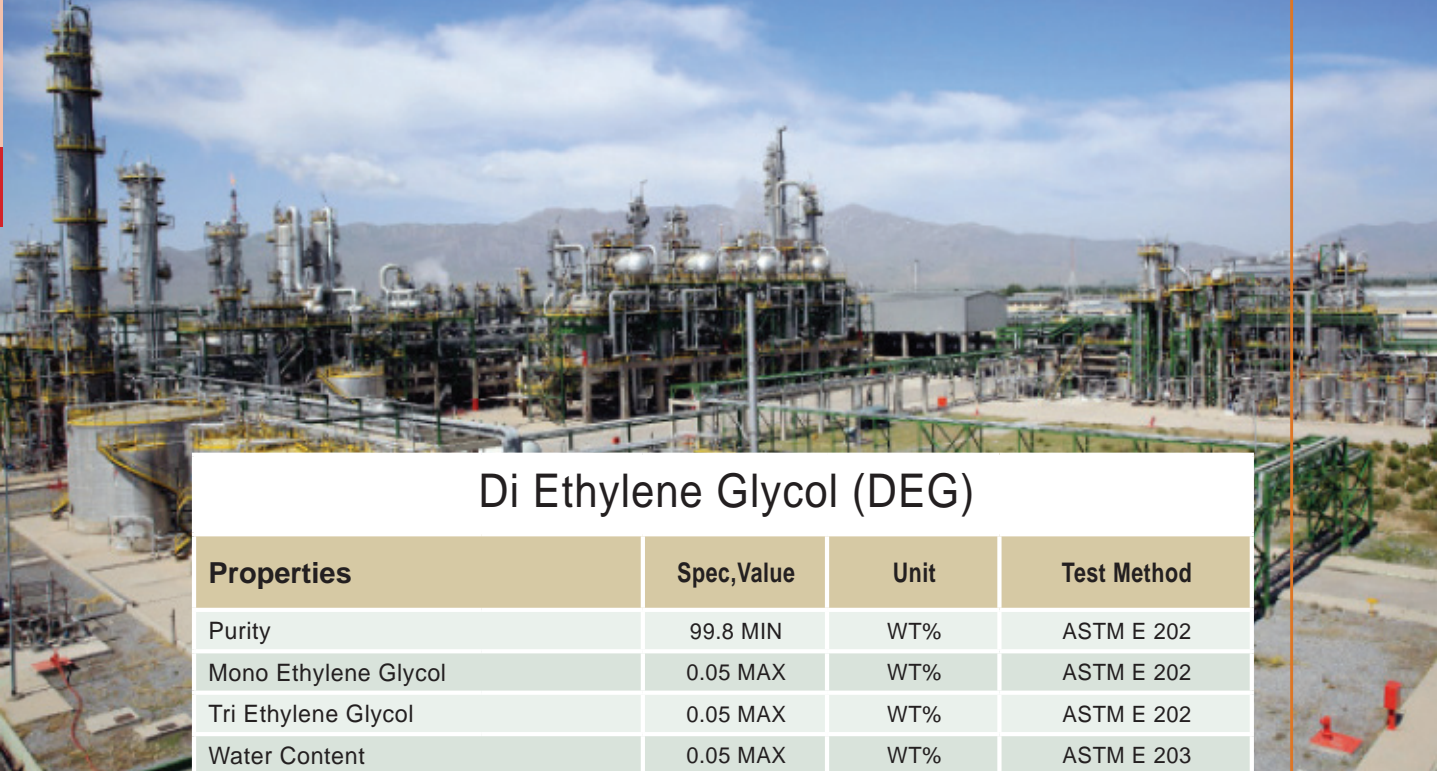 Di Ethylene Glycol (DEG)
Properties Spec,Value Unit Test Method
Purity 99.8 MIN WT% ASTM E 202
Mono Ethylene Glycol 0.05 MAX WT% ASTM E 202
Tri Ethylene Glycol 0.05 MAX WT% ASTM E 202
Water Content 0.05 MAX WT% ASTM E 203